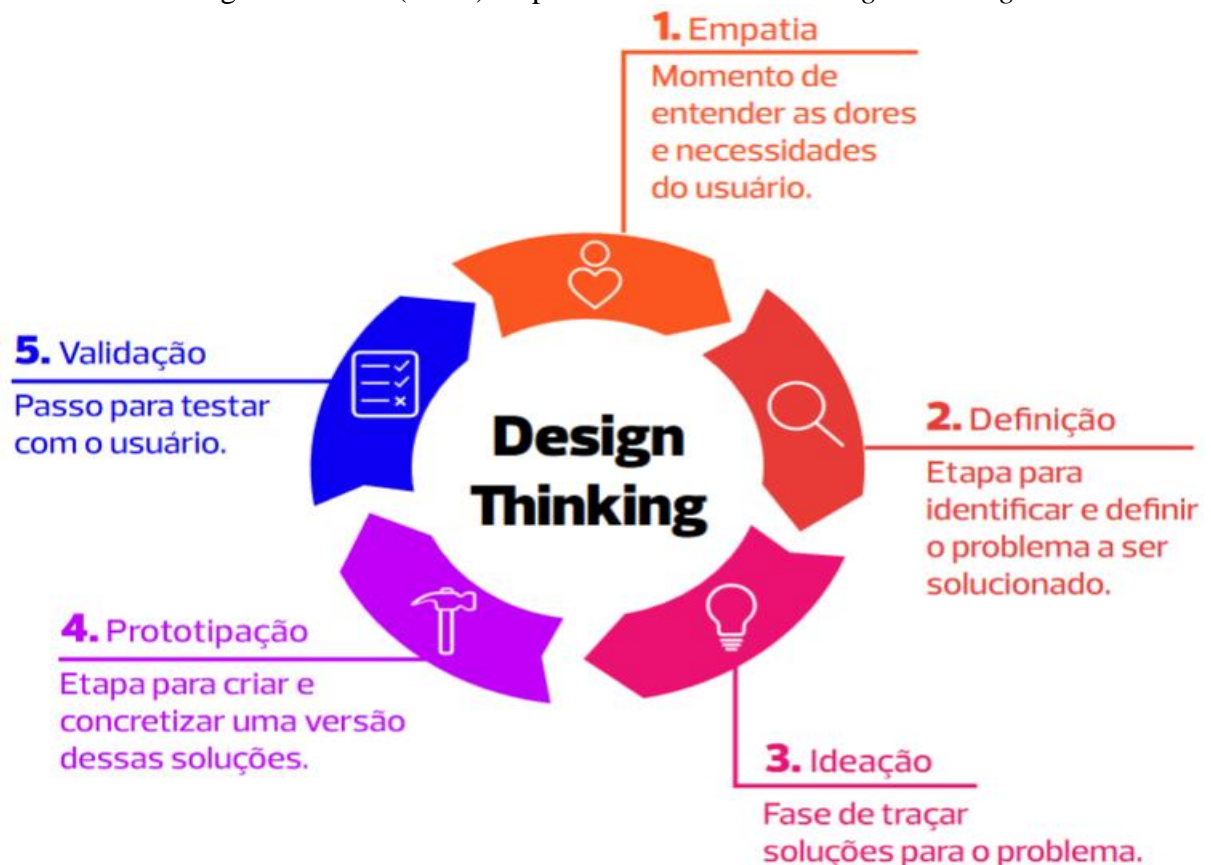 1. Empatia
Momento de
entender as dores
e necessidades
do usuário.
2. Definição
Etapa para
identificar e definir
o problema a ser
solucionado.
3. Ideação
Fase de traçar
soluções para o problema.
4. Prototipação
Etapa para criar e
concretizar uma versão
dessas soluções.
5. Validação
Passo para testar
com o usuário.
Design
Thinking